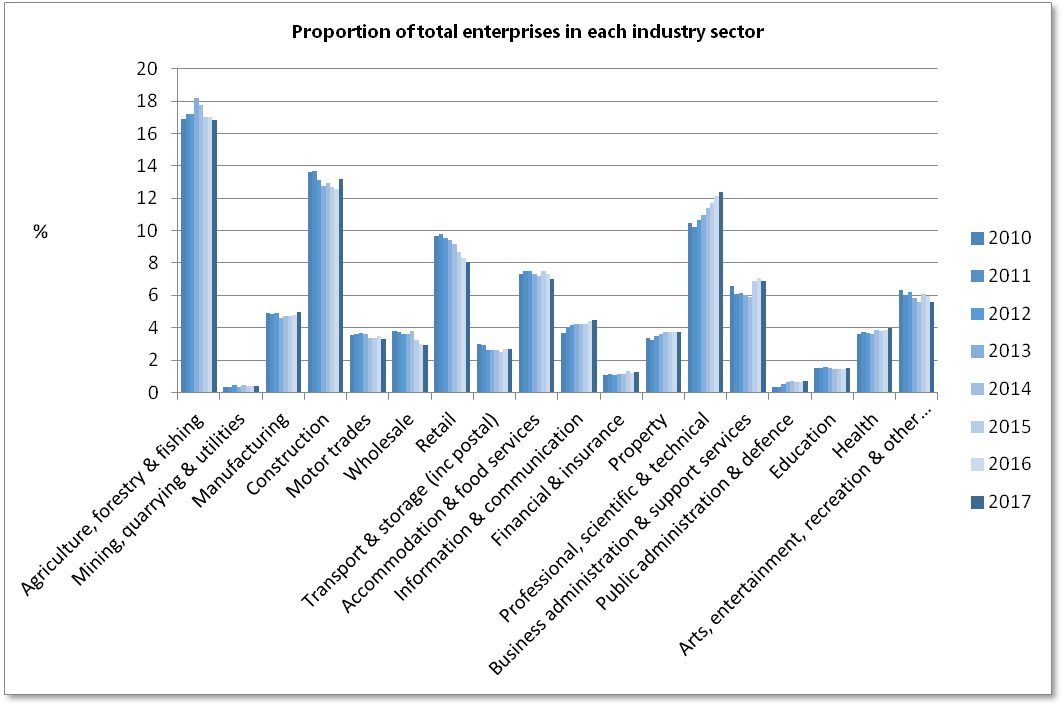 Proportion of total enterprises in each industry sector
%
20
18
16
14
12
10
8
6
4
2
0
Agriculture, forestry & fishing
Mining, quarrying & utilities
Manufacturing
Construction
Motor trades
Wholesale
Retail
Transport & storage (inc postal)
Accommodation & food services
Information & communication
Financial & insurance
Property
Professional, scientific & technical
Business administration & support services
Public administration & defence
Education
Health
Arts, entertainment, recreation & other...
2010
2011
2012
2013
2014
2015
2016
2017